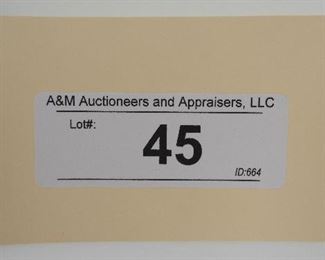 A&M Auctioneers and Appraisers, LLC
Lot#:
45
ID:664